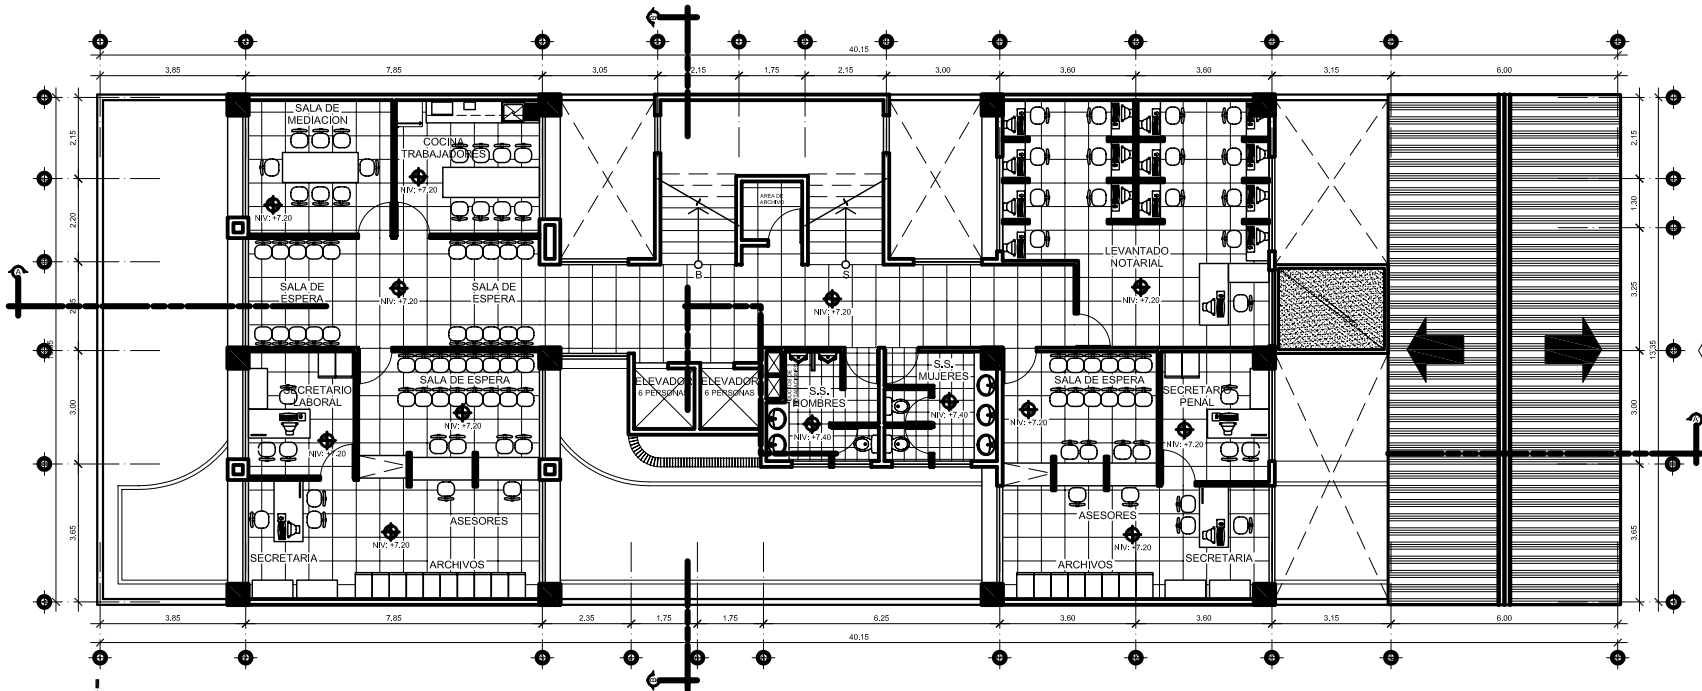 B
40.15
3.85
7.85
3.05
2.15
1.75
2.15
3.00
3.60
3.60
3.15
6.00
SALA DE
MEDIACION
COCINA
TRABAJADORES
2.15
2.15
NIV: +7.20
NIV: +7.20
AREA DE
ARCHIVO
1.30
2.20
LEVANTADO
NOTARIAL
B
S
A
SALA DE
ESPERA
SALA DE
ESPERA
NIV: +7.20
NIV: +7.20
NIV: +7.20
3.25
13.35
SECRETARIO
LABORAL
SALA DE ESPERA
ELEVADOR
6 PERSONAS
ELEVADOR
6 PERSONAS
S.S.
HOMBRES
S.S.
MUJERES
SALA DE ESPERA
SECRETARIO
PENAL
3.00
3.00
NIV: +7.20
NIV: +7.20
NIV: +7.40
NIV: +7.40
NIV: +7.20
NIV: +7.20
A
3.65
3.65
ASESORES
ASESORES
NIV: +7.20
NIV: +7.20
SECRETARIA
ARCHIVOS
ARCHIVOS
SECRETARIA
3.85
7.85
2.35
1.75
1.75
6.25
3.60
3.60
3.15
6.00
40.15
B